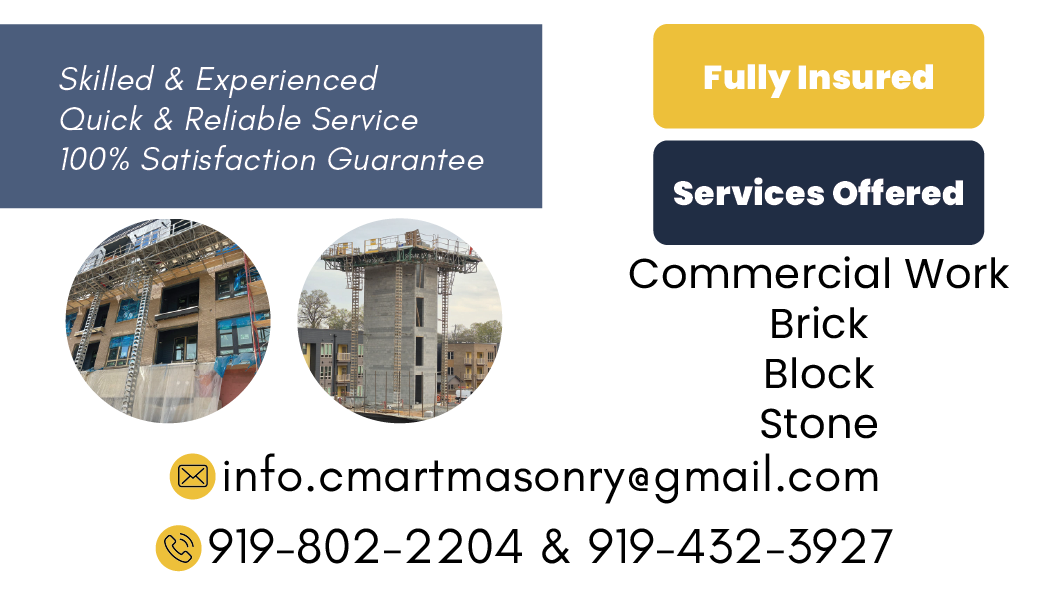 Skilled & Experienced
Quick & Reliable Service
100% Satisfaction Guarantee
Fully Insured
Services Offered
Commercial Work
Brick
Block
Stone
info.cmartmasonry@gmail.com
919-802-2204 & 919-432-3927